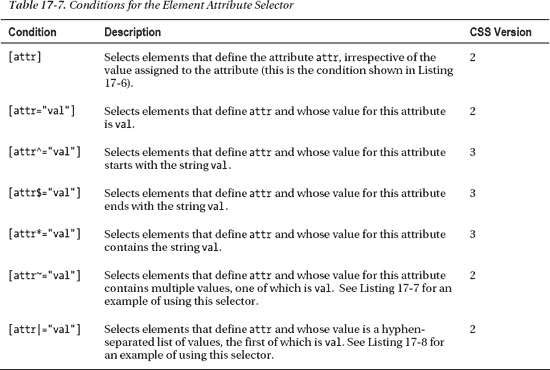 Table 17-7. Conditions for the Element Attribute Selector
Condition Description CSS Version
[attr] Selects elements that define the attribute attr, irrespective of the 2
value assigned to the attribute (this is the condition shown in Listing
17-6).
[attr="val"] Selects elements that define attr and whose value for this attribute 2
is val.
[attr^="val"] Selects elements that define attr and whose value for this attribute 3
starts with the string val.
[attr$="val"] Selects elements that define attr and whose value for this attribute 3
ends with the string val.
[attr*="val"] Selects elements that define attr and whose value for this attribute 3
contains the string val.
[attr~="val"] Selects elements that define attr and whose value for this attribute 2
contains multiple values, one of which is val. See Listing 17-7 for an
example of using this selector.
[attr|="val"] Selects elements that define attr and whose value is a hyphen- 2
separated list of values, the first of which is val. See Listing 17-8 for
an example of using this selector.